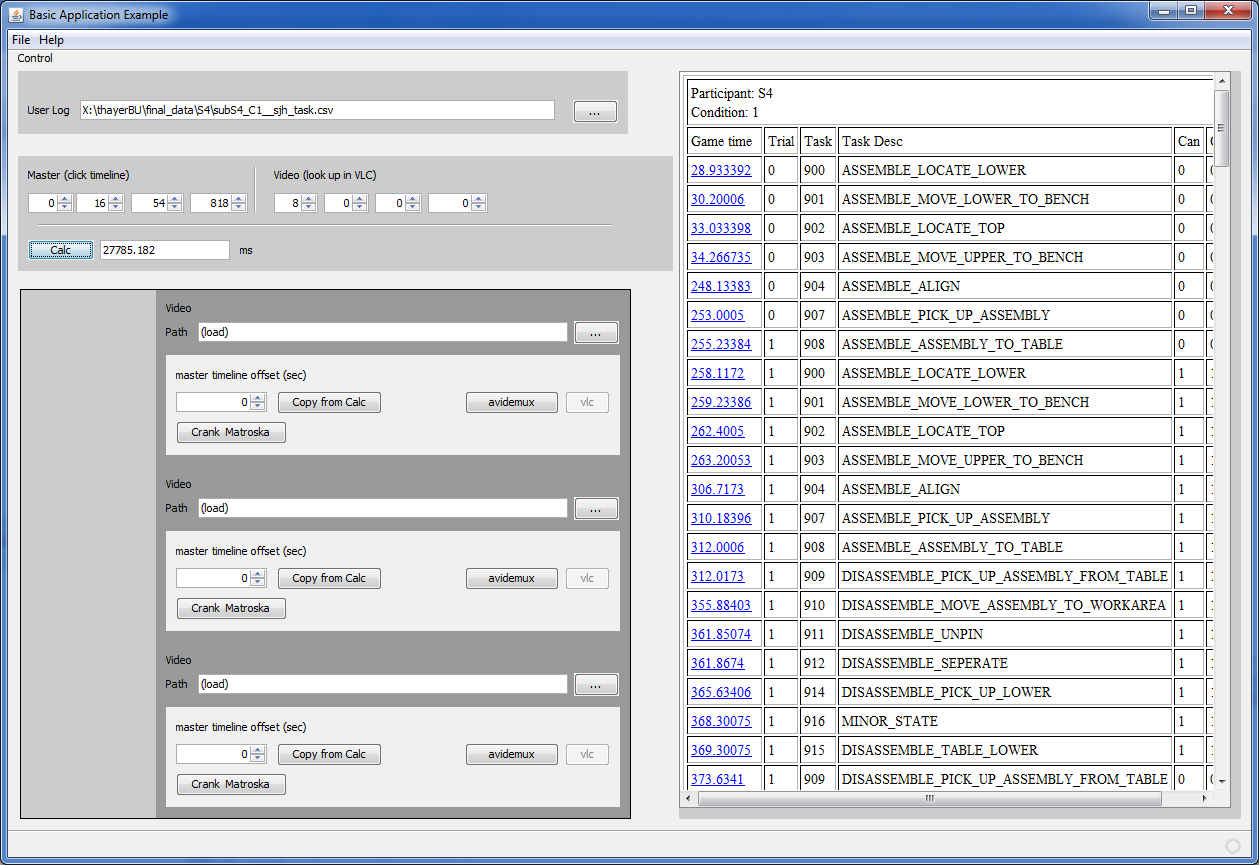 Basic Application Example
File Help
Control
User Log X:\thayerBU\final_data\S4\subS4_C1__sjh_task.csv ...
Master (click timeline) Video (look up in VLC)
0 16 54 818 8 0 0 0
Calc 27785.182 ms
Video
Path (load) ...
master timeline offset (sec)
0 Copy from Calc avidemux vlc
Crank Matroska
Video
Path (load) ...
master timeline offset (sec)
0 Copy from Calc avidemux vlc
Crank Matroska
Video
Path (load) ...
master timeline offset (sec)
0 Copy from Calc avidemux vlc
Crank Matroska
Participant: S4
Condition: 1
Game time Trial Task Task Desc Can
28.933392 0 900 ASSEMBLE_LOCATE_LOWER 0
30.20006 0 901 ASSEMBLE_MOVE_LOWER_TO_BENCH 0
33.033398 0 902 ASSEMBLE_LOCATE_TOP 0
34.266735 0 903 ASSEMBLE_MOVE_UPPER_TO_BENCH 0
248.13383 0 904 ASSEMBLE_ALIGN 0
253.0005 0 907 ASSEMBLE_PICK_UP_ASSEMBLY 0
255.23384 1 908 ASSEMBLE_ASSEMBLY_TO_TABLE 0
258.1172 1 900 ASSEMBLE_LOCATE_LOWER 1
259.23386 1 901 ASSEMBLE_MOVE_LOWER_TO_BENCH 1
262.4005 1 902 ASSEMBLE_LOCATE_TOP 1
263.20053 1 903 ASSEMBLE_MOVE_UPPER_TO_BENCH 1
306.7173 1 904 ASSEMBLE_ALIGN 1
310.18396 1 907 ASSEMBLE_PICK_UP_ASSEMBLY 1
312.0006 1 908 ASSEMBLE_ASSEMBLY_TO_TABLE 1
312.0173 1 909 DISASSEMBLE_PICK_UP_ASSEMBLY_FROM_TABLE 1
355.88403 1 910 DISASSEMBLE_MOVE_ASSEMBLY_TO_WORKAREA 1
361.85074 1 911 DISASSEMBLE_UNPIN 1
361.8674 1 912 DISASSEMBLE_SEPERATE 1
365.63406 1 914 DISASSEMBLE_PICK_UP_LOWER 1
368.30075 1 916 MINOR_STATE 1
369.30075 1 915 DISASSEMBLE_TABLE_LOWER 1
373.6341 1 909 DISASSEMBLE_PICK_UP_ASSEMBLY_FROM_TABLE 0